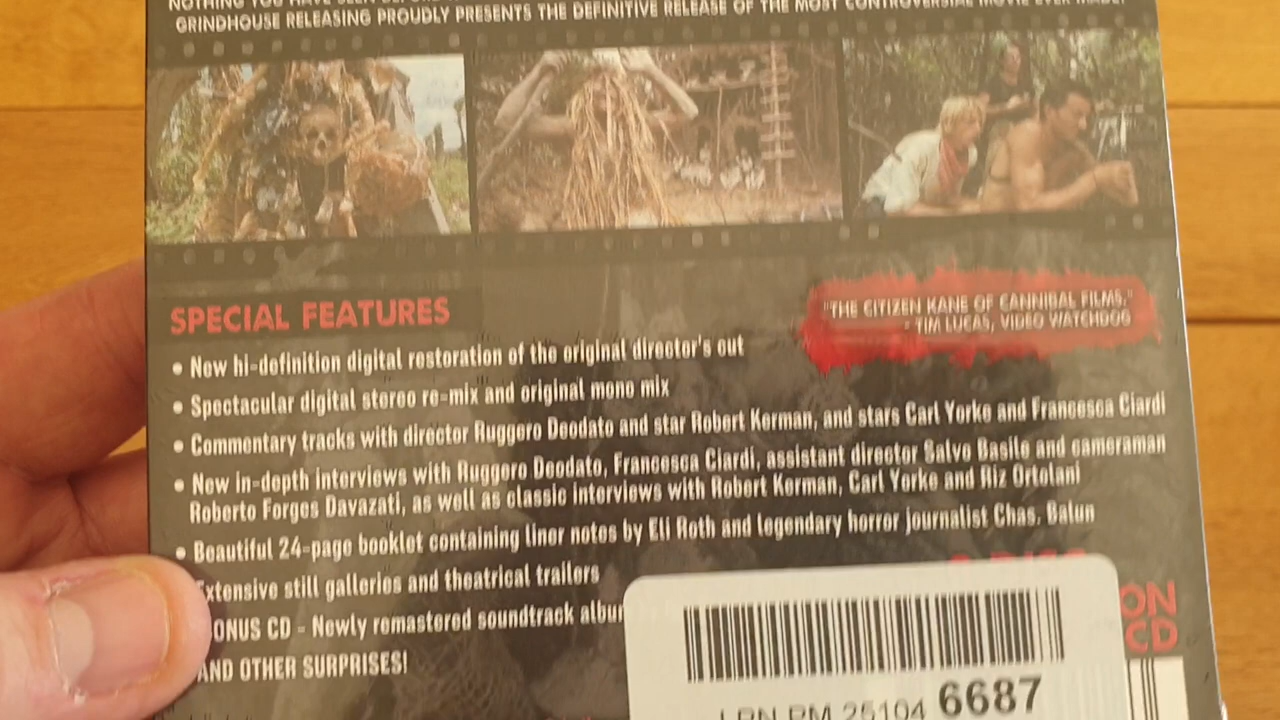 NOTHING YOU HAVE SEEN BEFORE
GRINDHOUSE RELEASING PROUDLY PRESENTS THE DEFINITIVE RELEASE OF THE MOST CONTROVERSIAL MOVIE EVER MADE!
SPECIAL FEATURES
"THE CITIZEN KANE OF CANNIBAL FILMS."
- TIM LUCAS, VIDEO WATCHDOG
• New hi-definition digital restoration of the original director's cut
• Spectacular digital stereo re-mix and original mono mix
• Commentary tracks with director Ruggero Deodato and star Robert Kerman, and stars Carl Yorke and Francesca Ciardi
• New in-depth interviews with Ruggero Deodato, Francesca Ciardi, assistant director Salvo Basile and cameraman
Roberto Forges Davazati, as well as classic interviews with Robert Kerman, Carl Yorke and Riz Ortolani
• Beautiful 24-page booklet containing liner notes by Eli Roth and legendary horror journalist Chas. Balun
Extensive still galleries and theatrical trailers
BONUS CD - Newly remastered soundtrack album
AND OTHER SURPRISES!
ON
CD
LPN PM 25104 6687